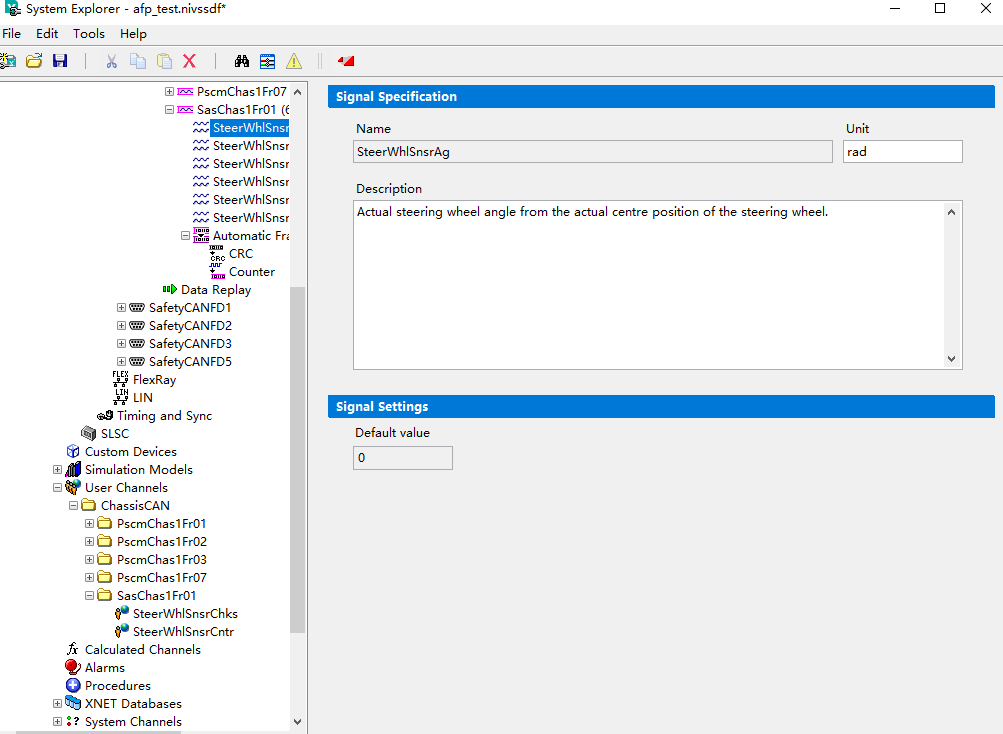 System Explorer - afp_test.nivssdf*
File Edit Tools Help
PscmChas1Fr07
SasChas1Fr01 (6
SteerWhlSnsr
SteerWhlSnsr
SteerWhlSnsr
SteerWhlSnsr
SteerWhlSnsr
SteerWhlSnsr
Automatic Fra
CRC
CRC
Counter
Data Replay
SafetyCANFD1
SafetyCANFD2
SafetyCANFD3
SafetyCANFD5
FLEX
FlexRay
LIN
LIN
Timing and Sync
SLSC
Custom Devices
Simulation Models
User Channels
ChassisCAN
PscmChas1Fr01
PscmChas1Fr02
PscmChas1Fr03
PscmChas1Fr07
SasChas1Fr01
SteerWhlSnsrChks
SteerWhlSnsrCntr
fx Calculated Channels
Alarms
Procedures
XNET Databases
System Channels
Signal Specification
Name Unit
SteerWhlSnsrAg rad
Description
Actual steering wheel angle from the actual centre position of the steering wheel.
Signal Settings
Default value
0